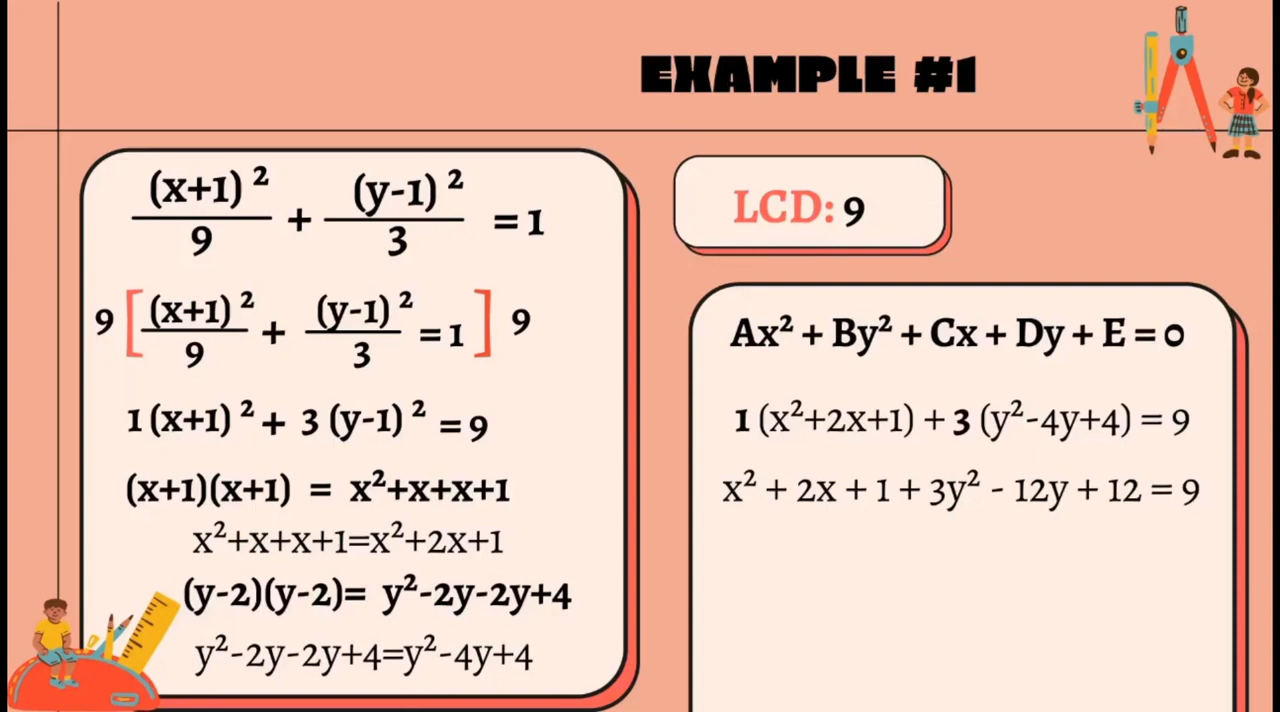 EXAMPLE #1
(x+1)² / 9 + (y-1)² / 3 = 1
9 [ (x+1)² / 9 + (y-1)² / 3 = 1 ] 9
1(x+1)² + 3(y-1)² = 9
(x+1)(x+1) = x²+x+x+1
x²+x+x+1=x²+2x+1
(y-2)(y-2)= y²-2y-2y+4
y²-2y-2y+4=y²-4y+4
LCD: 9
Ax² + By² + Cx + Dy + E = 0
1(x²+2x+1) + 3(y²-4y+4) = 9
x² + 2x + 1 + 3y² - 12y + 12 = 9